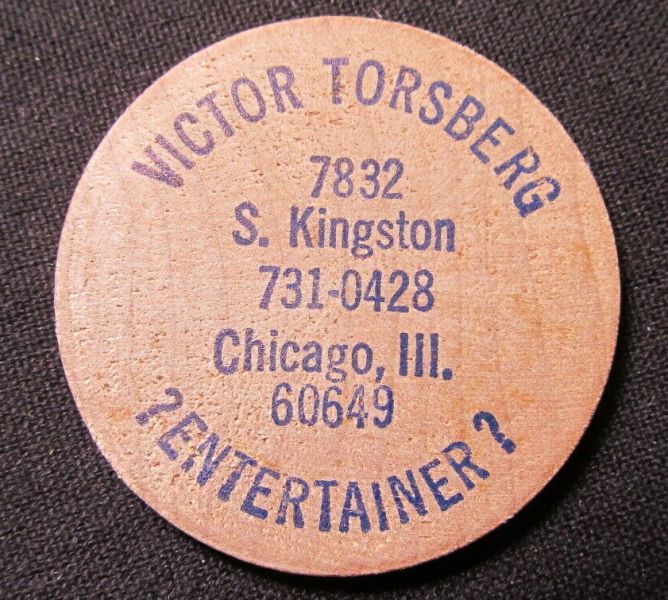 VICTOR TORSBERG
7832
S. Kingston
731-0428
Chicago, Ill.
60649
?ENTERTAINER?